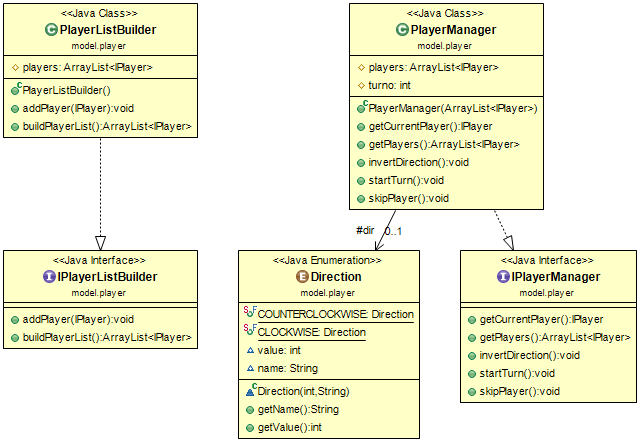 <<Java Class>>
PlayerListBuilder
model.player
players: ArrayList<IPlayer>
PlayerListBuilder()
addPlayer(IPlayer):void
buildPlayerList():ArrayList<IPlayer>
<<Java Class>>
PlayerManager
model.player
players: ArrayList<IPlayer>
turno: int
PlayerManager(ArrayList<IPlayer>)
getCurrentPlayer():IPlayer
getPlayers():ArrayList<IPlayer>
invertDirection():void
startTurn():void
skipPlayer():void
#dir 0..1
<<Java Interface>>
IPlayerListBuilder
model.player
addPlayer(IPlayer):void
buildPlayerList():ArrayList<IPlayer>
<<Java Enumeration>>
Direction
model.player
COUNTERCLOCKWISE: Direction
CLOCKWISE: Direction
value: int
name: String
Direction(int,String)
getName():String
getValue():int
<<Java Interface>>
IPlayerManager
model.player
getCurrentPlayer():IPlayer
getPlayers():ArrayList<IPlayer>
invertDirection():void
startTurn():void
skipPlayer():void